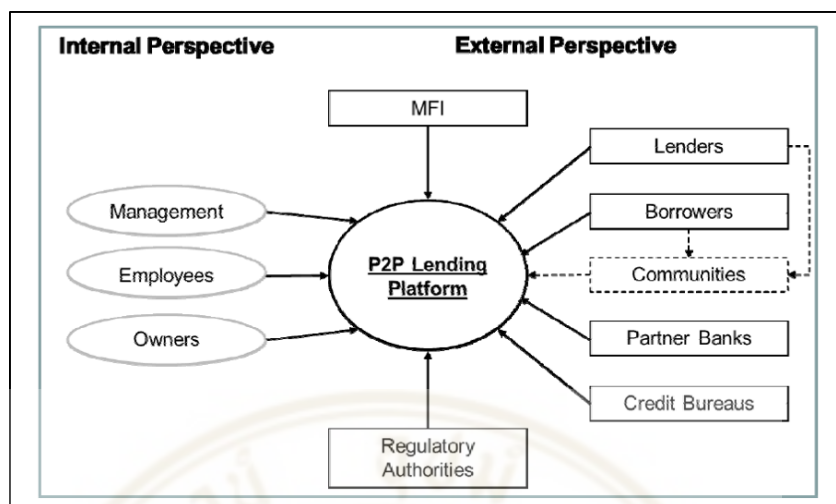 Internal Perspective
External Perspective
MFI
Lenders
Management
Borrowers
Employees
P2P Lending
Platform
Communities
Owners
Partner Banks
Credit Bureaus
Regulatory
Authorities